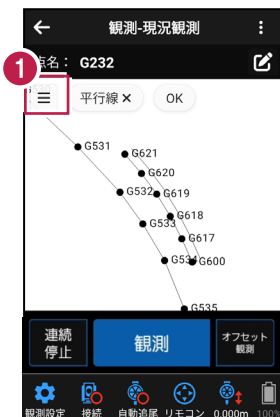 観測-現況観測
1
点名： G232
平行線 ×
OK
G531
G621
G620
G532
G619
G618
G533
G617
G534
G600
G535
連続
停止
観測
オフセット
観測
観測設定
接続
自動追尾
リモコン
0.000m
100%